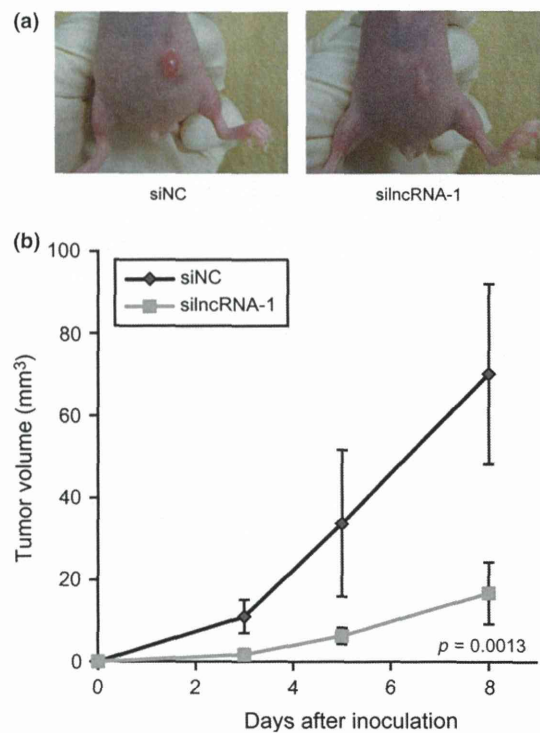 (a)
siNC
silncRNA-1
(b)
100
80
60
40
20
0
Tumor volume (mm³)
siNC
silncRNA-1
p = 0.0013
0
2
4
6
8
Days after inoculation